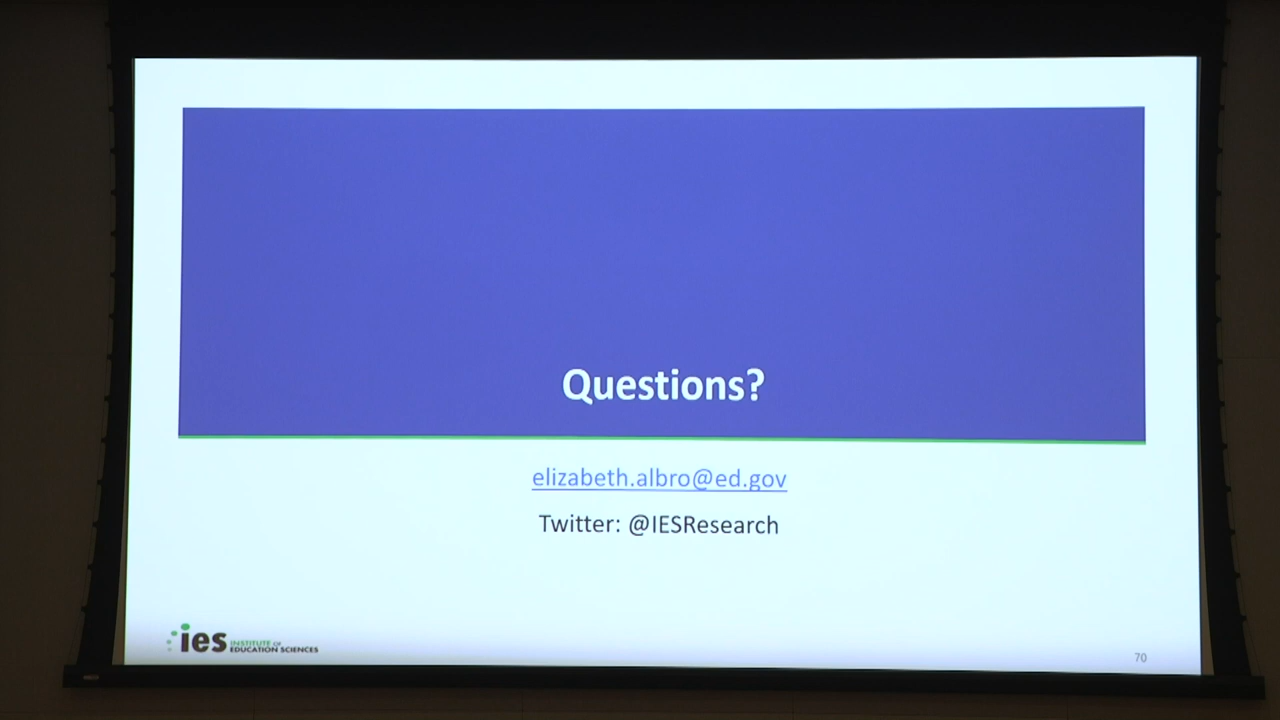 Questions?
elizabeth.albro@ed.gov
Twitter: @IESResearch
ies INSTITUTE OF
EDUCATION SCIENCES
70